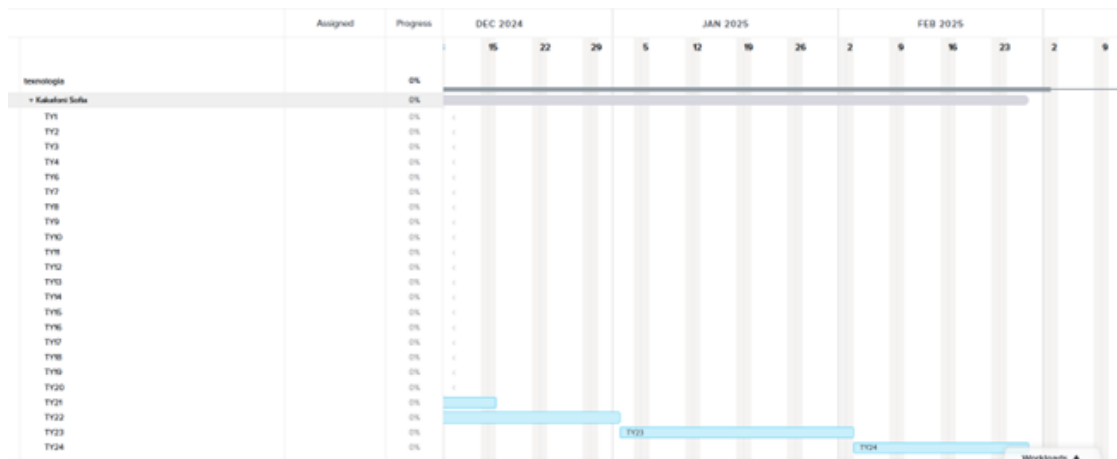 Assigned Progress DEC 2024 JAN 2025 FEB 2025
15 22 29 5 12 19 26 2 9 16 23 2 9
texnologia 0%
Kakafoni Sofia 0%
TY1 0%
TY2 0%
TY3 0%
TY4 0%
TY6 0%
TY7 0%
TY8 0%
TY9 0%
TY10 0%
TY11 0%
TY12 0%
TY13 0%
TY14 0%
TY15 0%
TY16 0%
TY17 0%
TY18 0%
TY19 0%
TY20 0%
TY21 0%
TY22 0%
TY23 0% TY23
TY24 0% TY24
Workloads